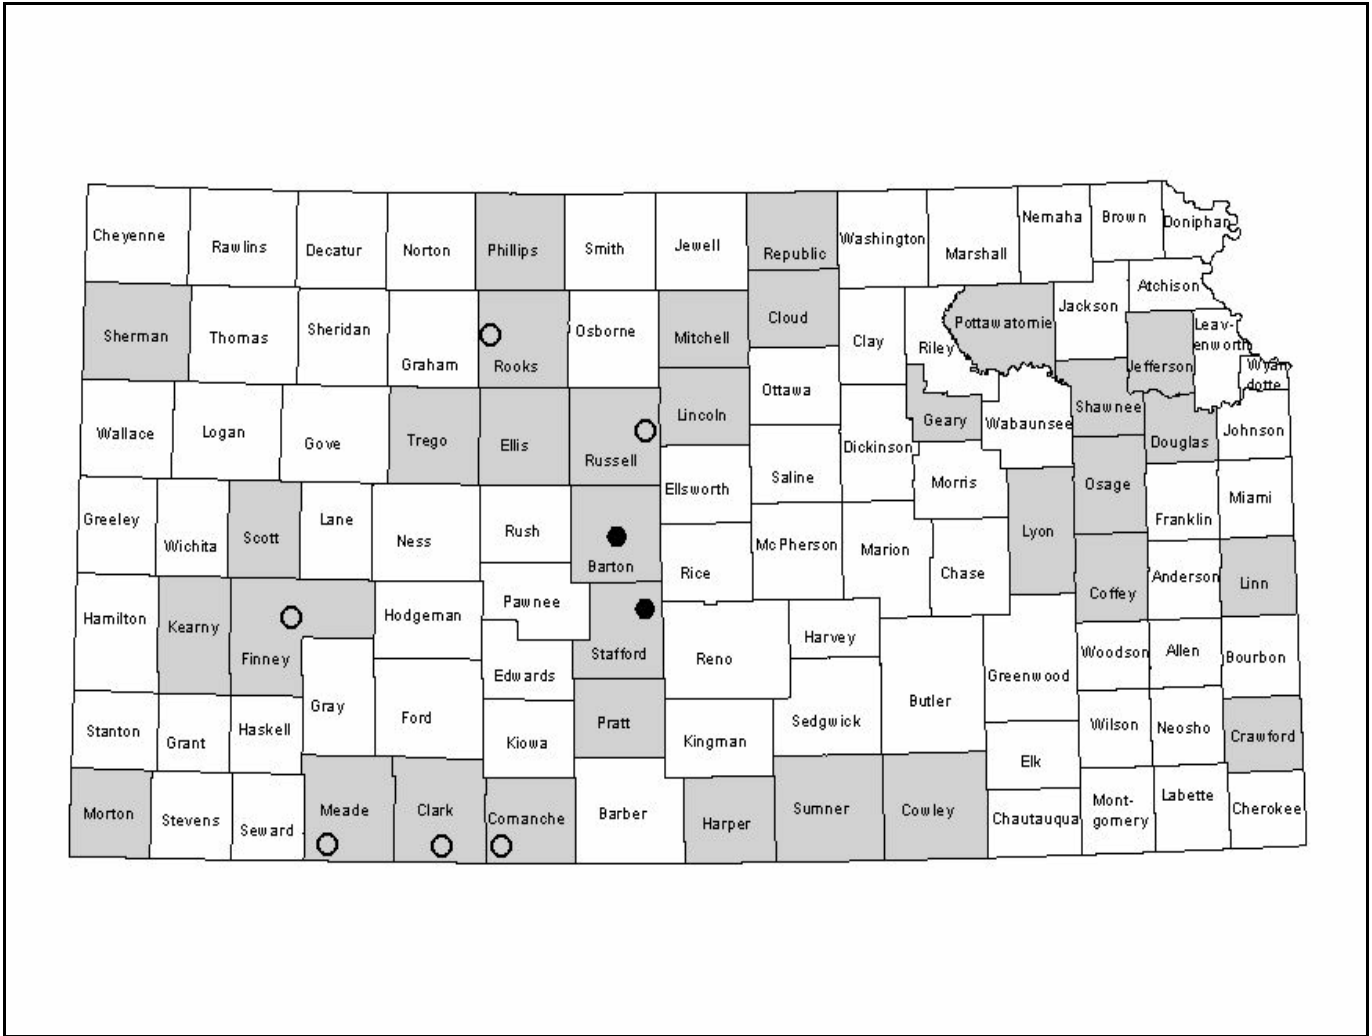 Cheyenne
Rawlins
Decatur
Norton
Phillips
Smith
Jewell
Republic
Washington
Marshall
Nemaha
Brown
Doniphan
Sherman
Thomas
Sheridan
Graham
Rooks
Osborne
Mitchell
Cloud
Clay
Riley
Pottawatomie
Jackson
Atchison
Jefferson
Leav-
enworth
Wyan
dotte
Wallace
Logan
Gove
Trego
Ellis
Russell
Lincoln
Ottawa
Dickinson
Geary
Wabaunsee
Shawnee
Douglas
Johnson
Greeley
Wichita
Scott
Lane
Ness
Rush
Barton
Ellsworth
Saline
Morris
Lyon
Osage
Franklin
Miami
Hamilton
Kearny
Finney
Hodgeman
Pawnee
Stafford
Rice
Mc Pherson
Marion
Chase
Coffey
Anderson
Linn
Stanton
Grant
Haskell
Gray
Ford
Edwards
Kiowa
Pratt
Reno
Harvey
Kingman
Sedgwick
Butler
Greenwood
Woodson
Allen
Bourbon
Wilson
Neosho
Crawford
Elk
Morton
Stevens
Seward
Meade
Clark
Comanche
Barber
Harper
Sumner
Cowley
Chautauqua
Mont-
gomery
Labette
Cherokee